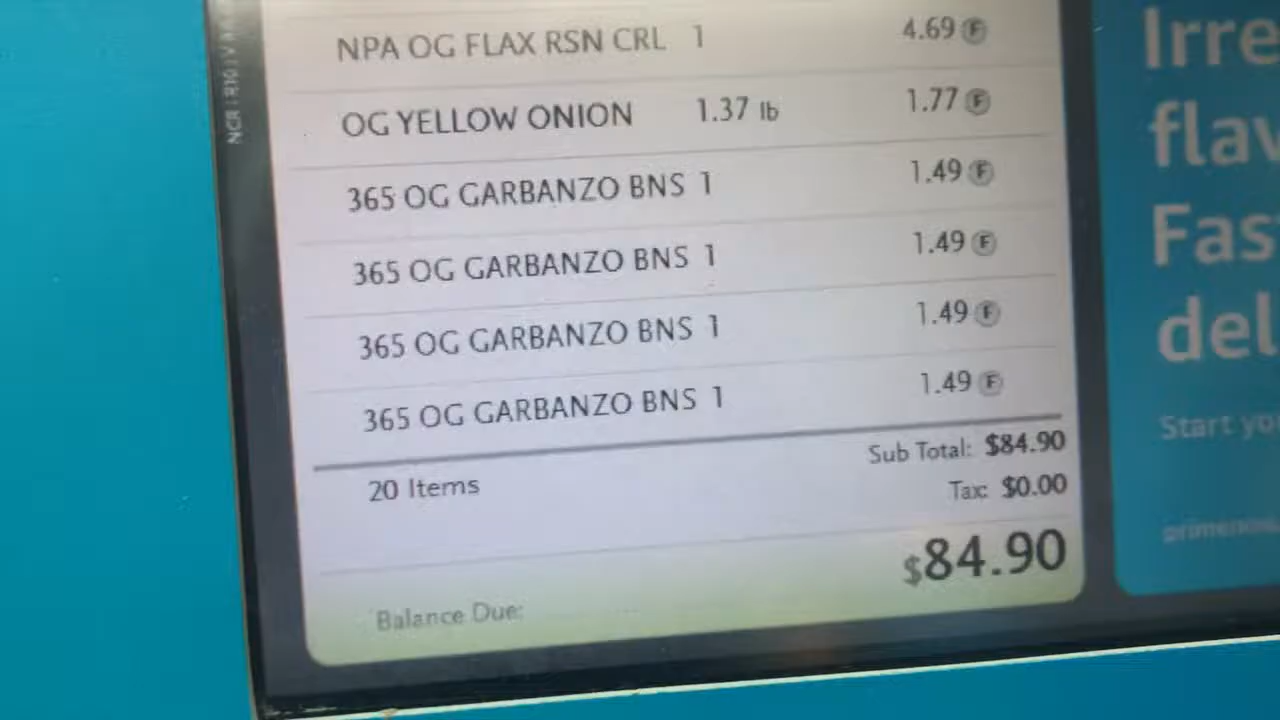 NPA OG FLAX RSN CRL 1 4.69 F
OG YELLOW ONION 1.37 lb 1.77 F
365 OG GARBANZO BNS 1 1.49 F
365 OG GARBANZO BNS 1 1.49 F
365 OG GARBANZO BNS 1 1.49 F
365 OG GARBANZO BNS 1 1.49 F
20 Items
Sub Total: $84.90
Tax: $0.00
$84.90
Balance Due:
Irre
flav
Fas
del
Start yo
NCR